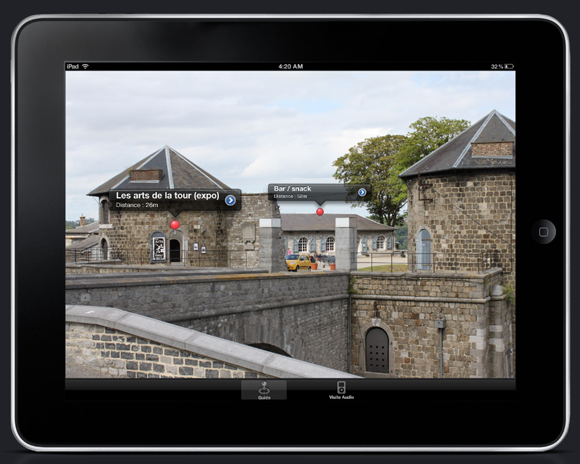 iPad
4:20 AM
32%
Les arts de la tour (expo)
Distance : 26m
Bar / snack
Distance : 52m
Guide
Visite Audio